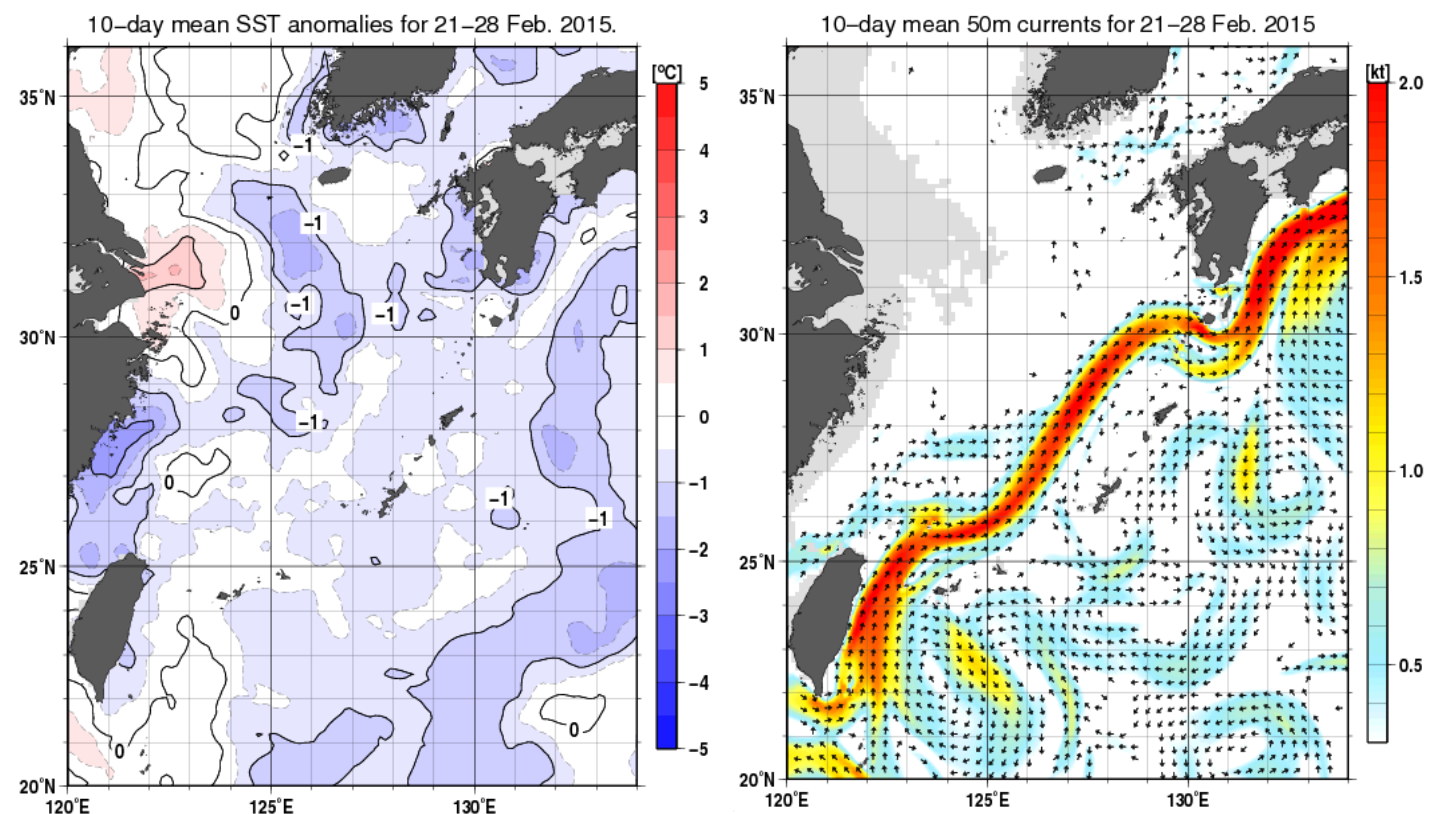 10−day mean SST anomalies for 21−28 Feb. 2015.
[ºC]
5
4
3
2
1
0
−1
−2
−3
−4
−5
35˚N
30˚N
25˚N
20˚N
120˚E
125˚E
130˚E
−1
−1
−1
−1
0
−1
0
−1
−1
0
0
10−day mean 50m currents for 21−28 Feb. 2015
[kt]
2.0
1.5
1.0
0.5
35˚N
30˚N
25˚N
20˚N
120˚E
125˚E
130˚E